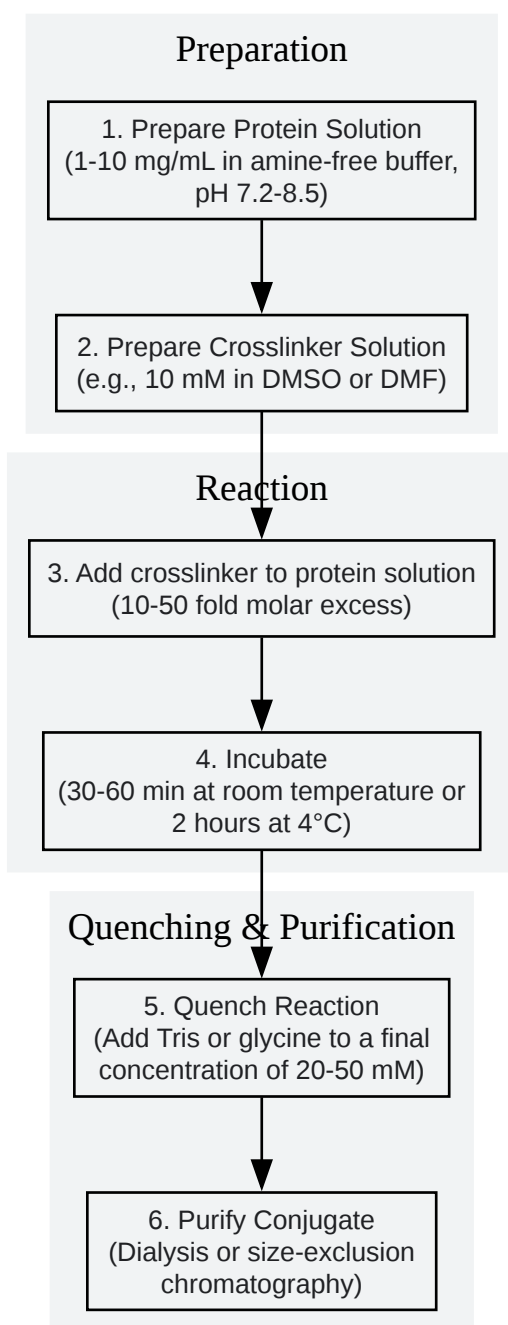 Preparation
1. Prepare Protein Solution
(1-10 mg/mL in amine-free buffer,
pH 7.2-8.5)
2. Prepare Crosslinker Solution
(e.g., 10 mM in DMSO or DMF)
Reaction
3. Add crosslinker to protein solution
(10-50 fold molar excess)
4. Incubate
(30-60 min at room temperature or
2 hours at 4°C)
Quenching & Purification
5. Quench Reaction
(Add Tris or glycine to a final
concentration of 20-50 mM)
6. Purify Conjugate
(Dialysis or size-exclusion
chromatography)